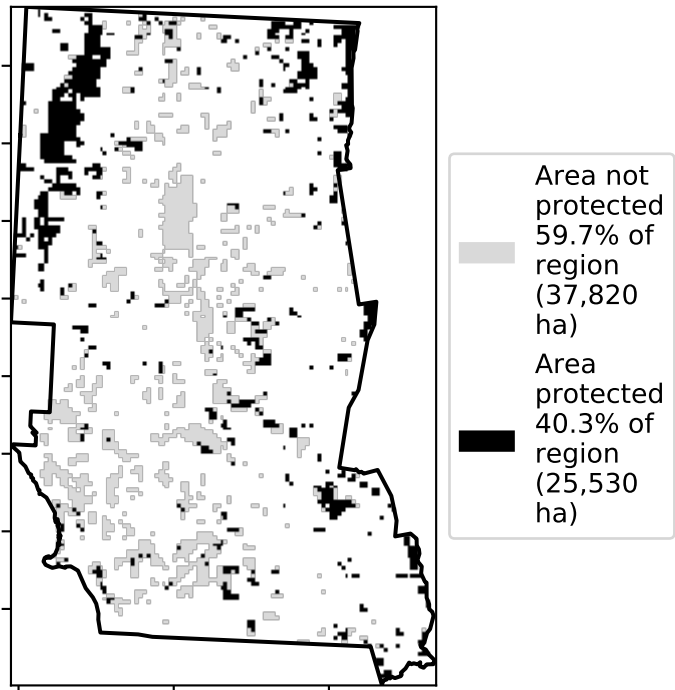 Area not
protected
59.7% of
region
(37,820
ha)
Area
protected
40.3% of
region
(25,530
ha)